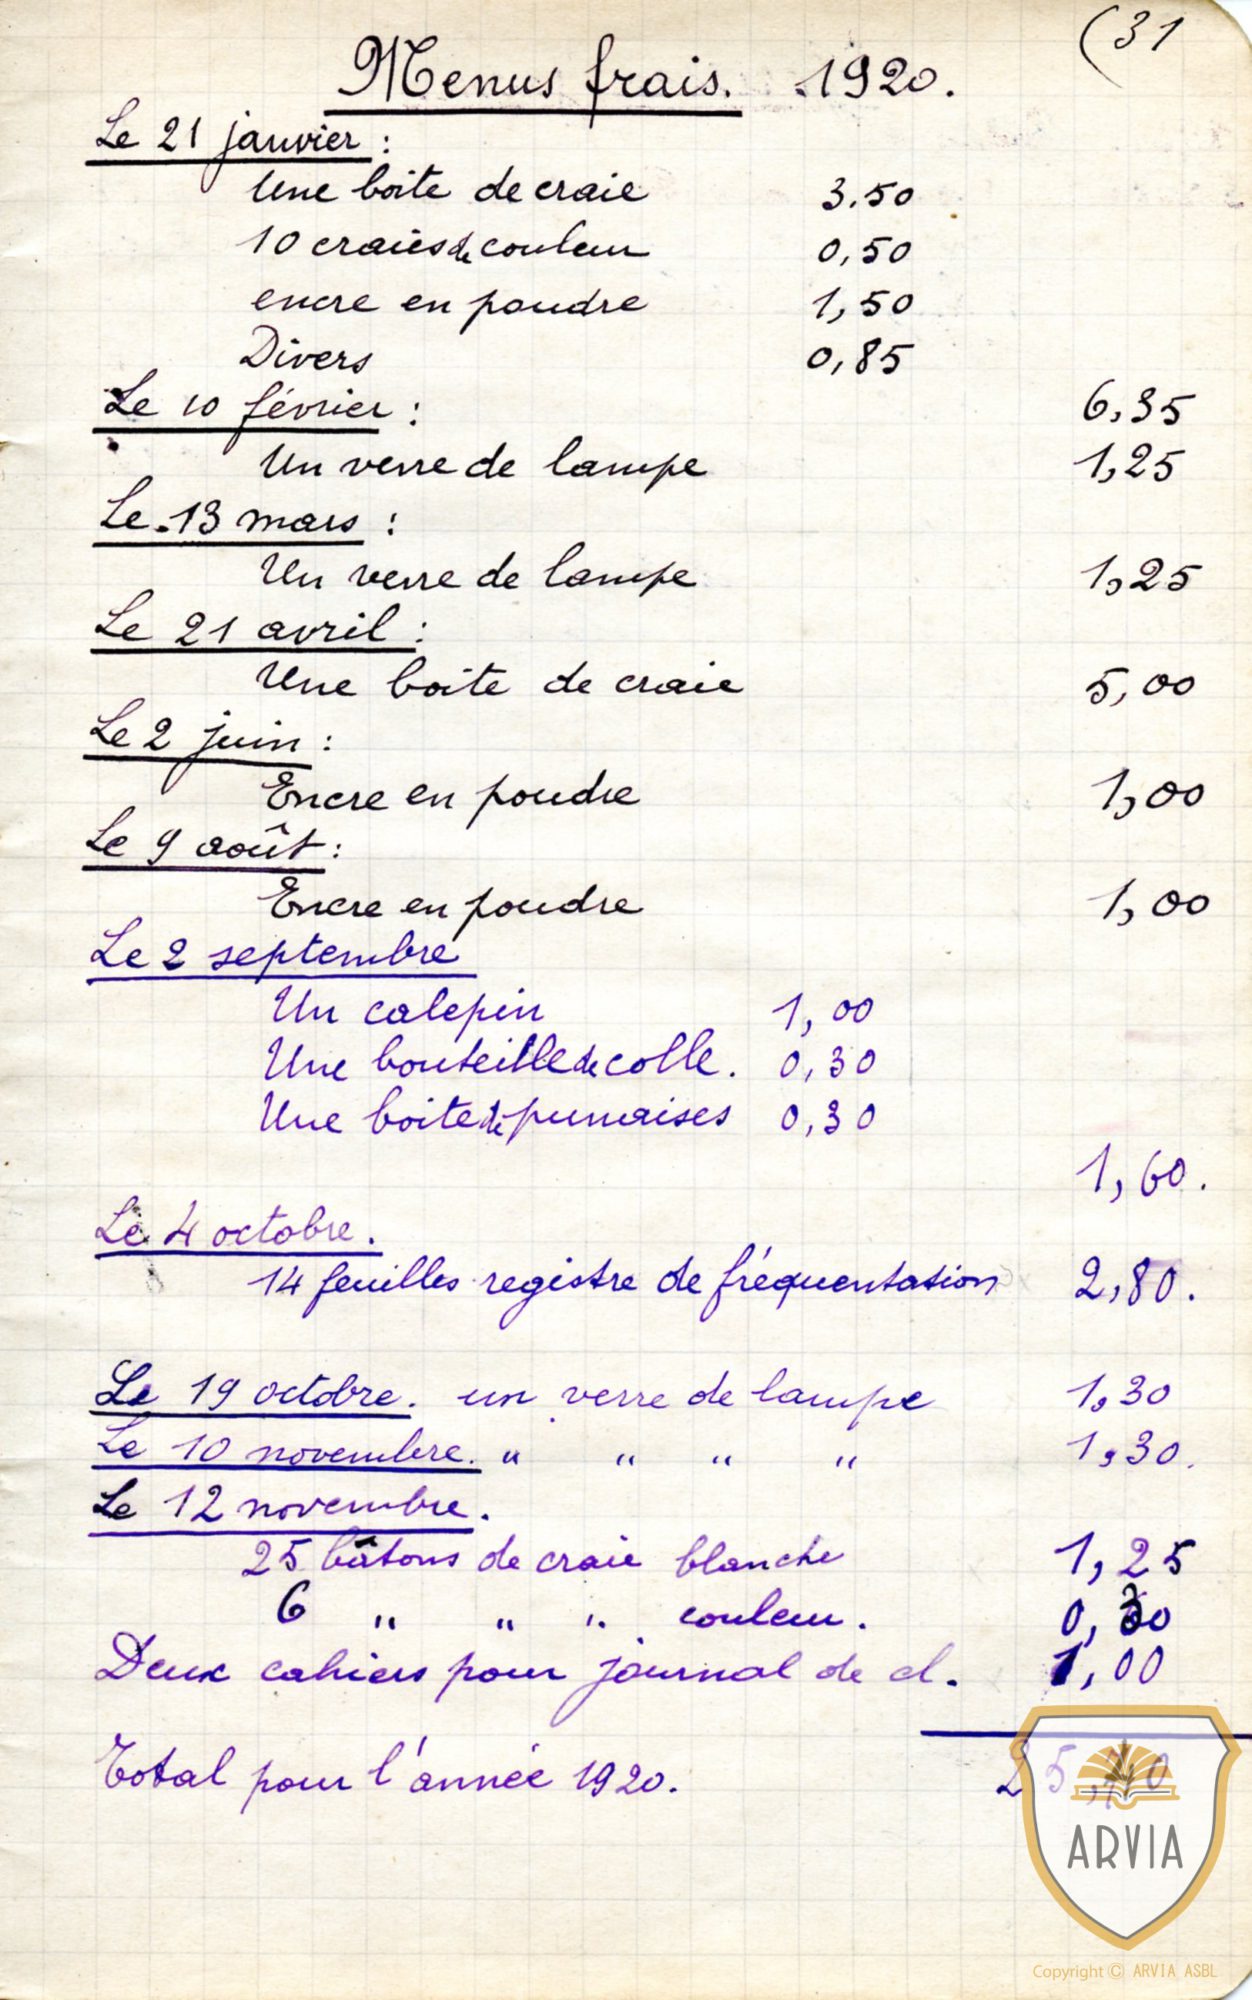 (31
Menus frais. 1920.
Le 21 janvier :
Une boite de craie 3.50
10 craies de couleur 0,50
encre en poudre 1,50
Divers 0,85
Le 10 février : 6,35
Un verre de lampe 1,25
Le 13 mars :
Un verre de lampe 1,25
Le 21 avril :
Une boite de craie 5,00
Le 2 juin :
Encre en poudre 1,00
Le 9 août :
Encre en poudre 1,00
Le 2 septembre
Un calepin 1,00
Une bouteille de colle. 0,30
Une boite de punaises 0,30
1,60.
Le 4 octobre.
14 feuilles registre de fréquentation 2,80.
Le 19 octobre. un verre de lampe 1,30
Le 10 novembre. " " " " 1,30.
Le 12 novembre.
25 bâtons de craie blanche 1,25
6 " " " couleur. 0,30
Deux cahiers pour journal de cl. 1,00
Total pour l'année 1920.
ARVIA
Copyright © ARVIA ASBL